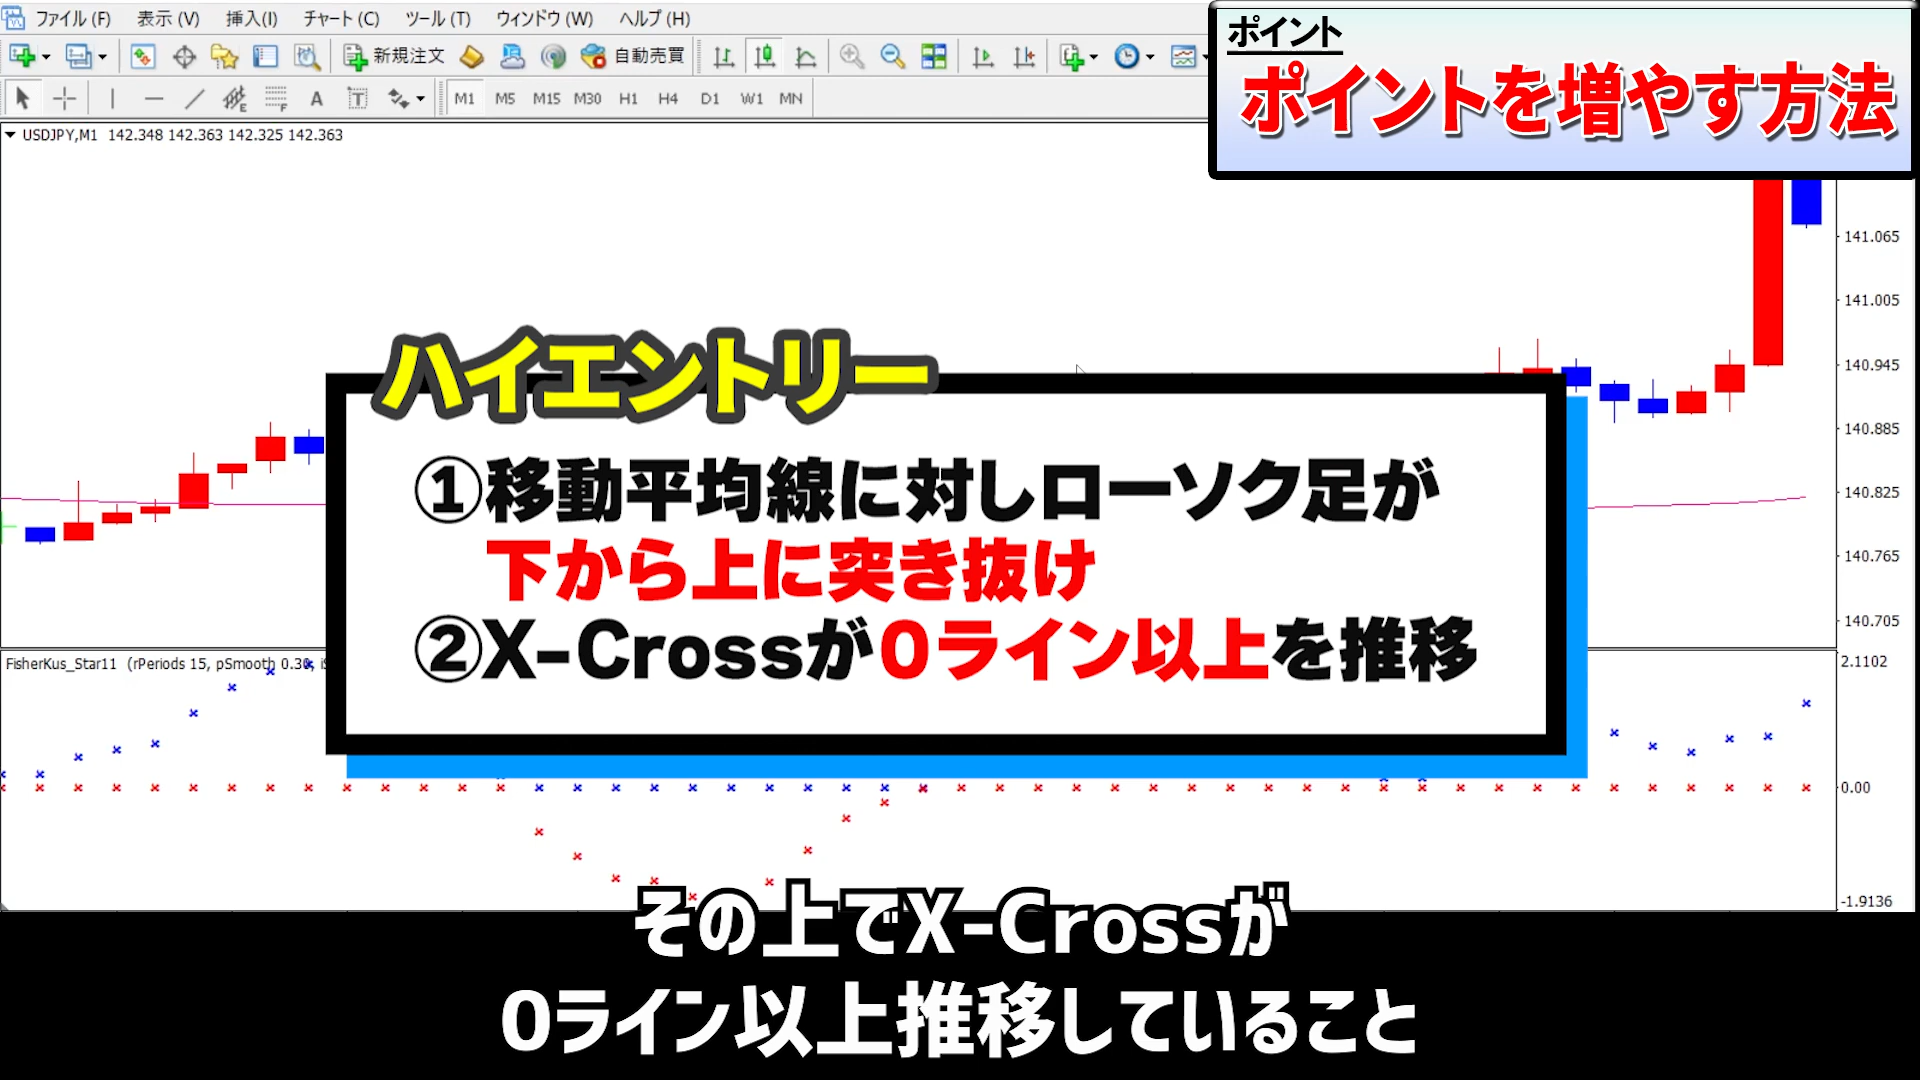 ファイル (F) 表示 (V) 挿入(I) チャート (C) ツール (T) ウィンドウ (W) ヘルプ (H)
新規注文 自動売買
M1 M5 M15 M30 H1 H4 D1 W1 MN
ポイント
ポイントを増やす方法
USDJPY,M1 142.348 142.363 142.325 142.363
141.065
141.005
140.945
140.885
140.825
140.765
140.705
ハイエントリー
①移動平均線に対しローソク足が
下から上に突き抜け
②X-Crossが0ライン以上を推移
FisherKus_Star11 (rPeriods 15, pSmooth 0.30,
2.1102
0.00
-1.9136
その上でX-Crossが
0ライン以上推移していること